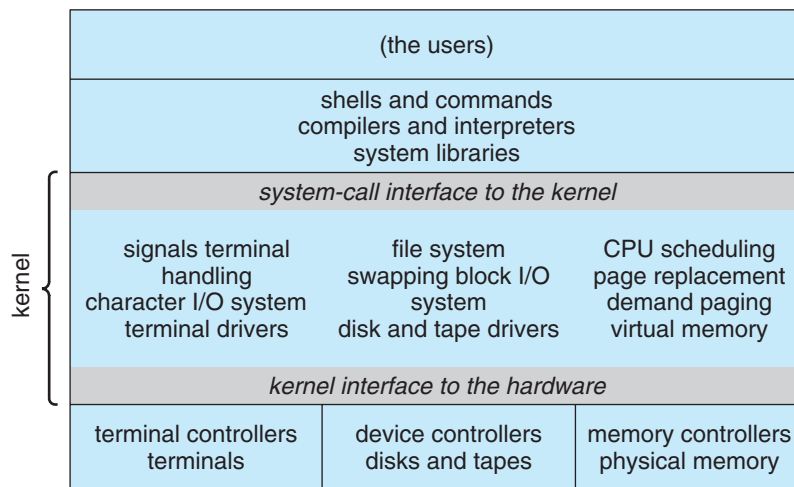 (the users)
shells and commands
compilers and interpreters
system libraries
system-call interface to the kernel
kernel
signals terminal
handling
character I/O system
terminal drivers
file system
swapping block I/O
system
disk and tape drivers
CPU scheduling
page replacement
demand paging
virtual memory
kernel interface to the hardware
terminal controllers
terminals
device controllers
disks and tapes
memory controllers
physical memory